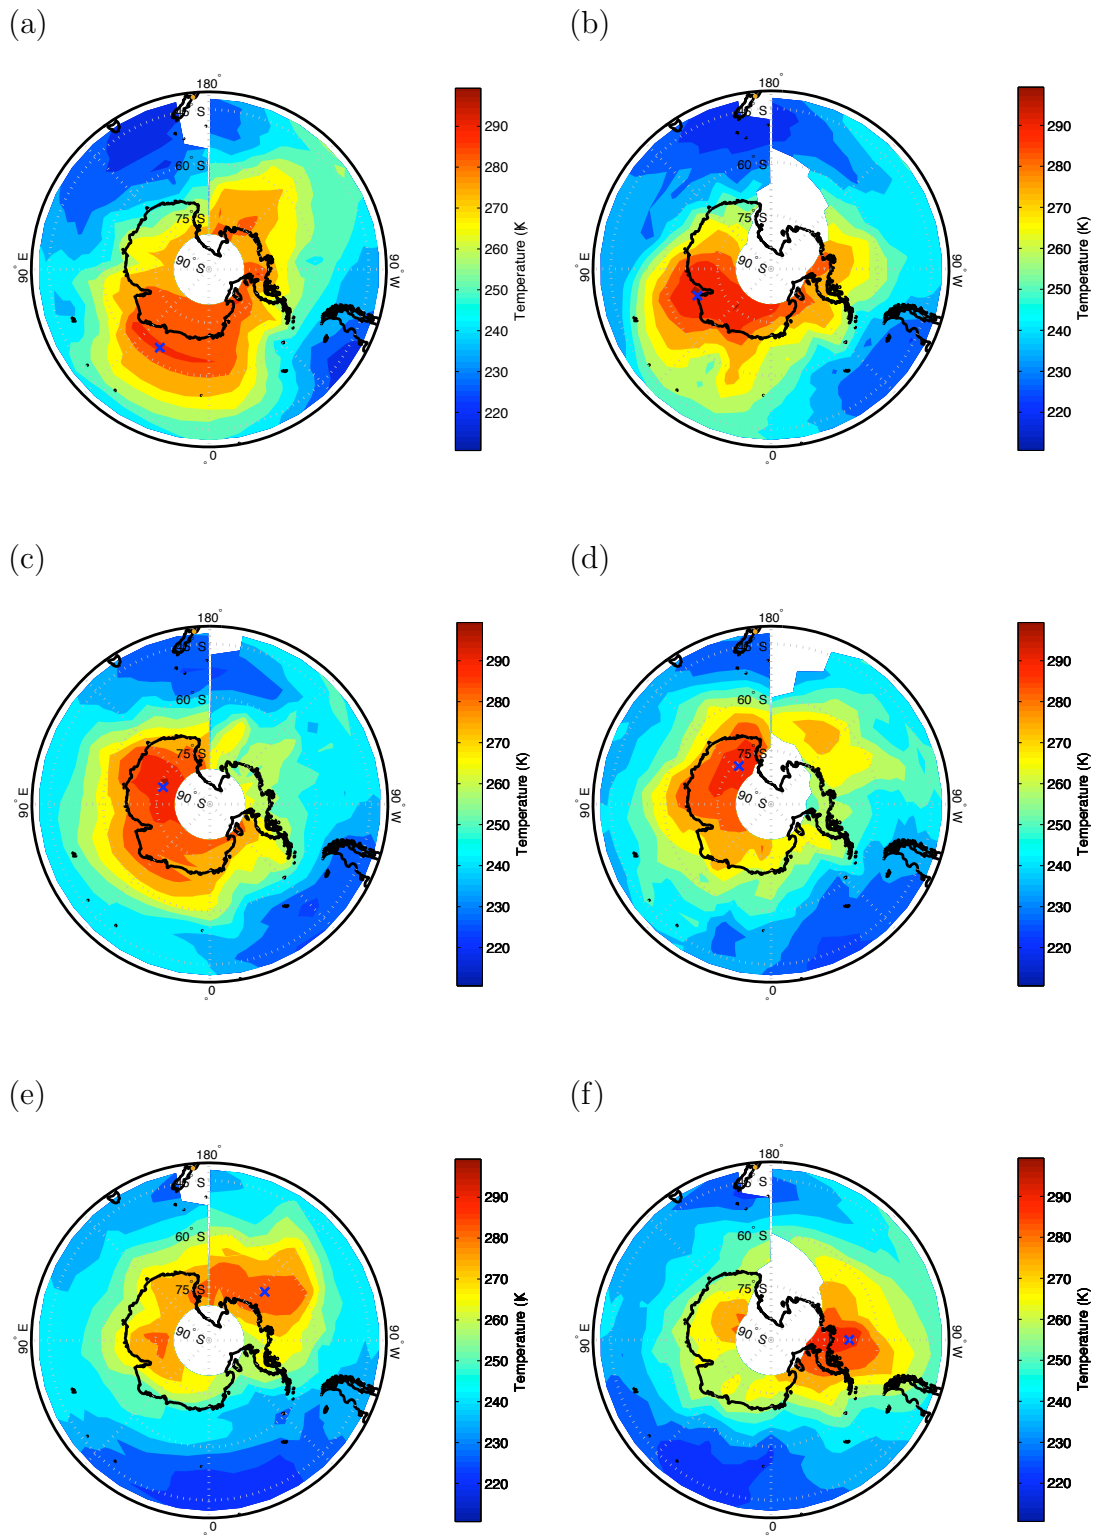 (a) (b)
180°
45° S
60° S
75° S
90° S
90° E
90° W
0°
290
280
270
260
250
240
230
220
Temperature (K
180°
45° S
60° S
75° S
90° S
90° E
90° W
0°
290
280
270
260
250
240
230
220
Temperature (K)
(c) (d)
180°
45° S
60° S
75° S
90° S
90° E
90° W
0°
290
280
270
260
250
240
230
220
Temperature (K)
180°
45° S
60° S
75° S
90° S
90° E
90° W
0°
290
280
270
260
250
240
230
220
Temperature (K)
(e) (f)
180°
45° S
60° S
75° S
90° S
90° E
90° W
0°
290
280
270
260
250
240
230
220
Temperature (K
180°
45° S
60° S
75° S
90° S
90° E
90° W
0°
290
280
270
260
250
240
230
220
Temperature (K)